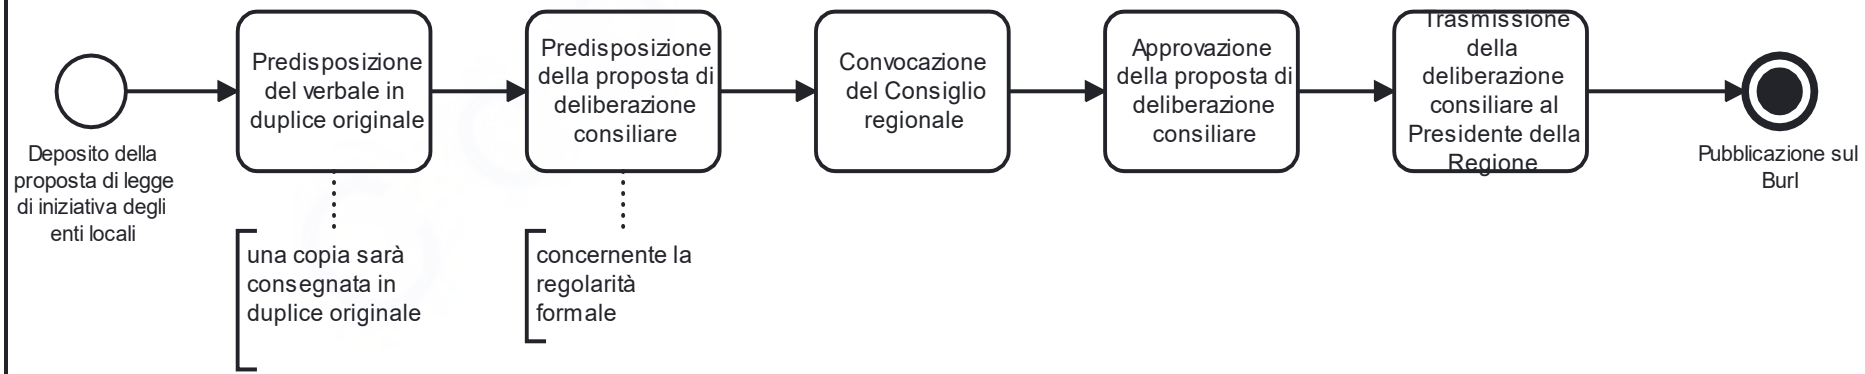 Deposito della
proposta di legge
di iniziativa degli
enti locali
Predisposizione
del verbale in
duplice originale
una copia sarà
consegnata in
duplice originale
Predisposizione
della proposta di
deliberazione
consiliare
concernente la
regolarità
formale
Convocazione
del Consiglio
regionale
Approvazione
della proposta di
deliberazione
consiliare
Trasmissione
della
deliberazione
consiliare al
Presidente della
Regione
Pubblicazione sul
Burl